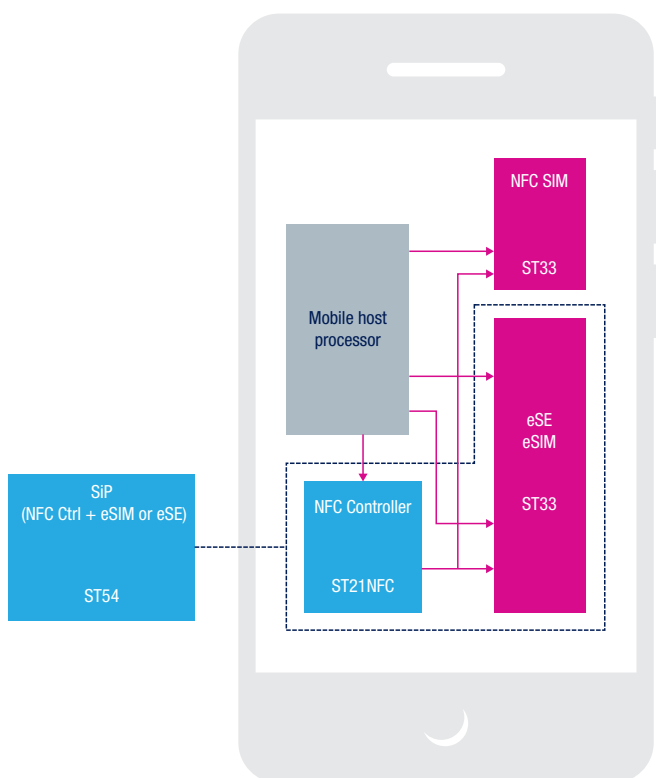 NFC SIM
ST33
Mobile host
processor
eSE
eSIM
ST33
SiP
(NFC Ctrl + eSIM or eSE)
ST54
NFC Controller
ST21NFC